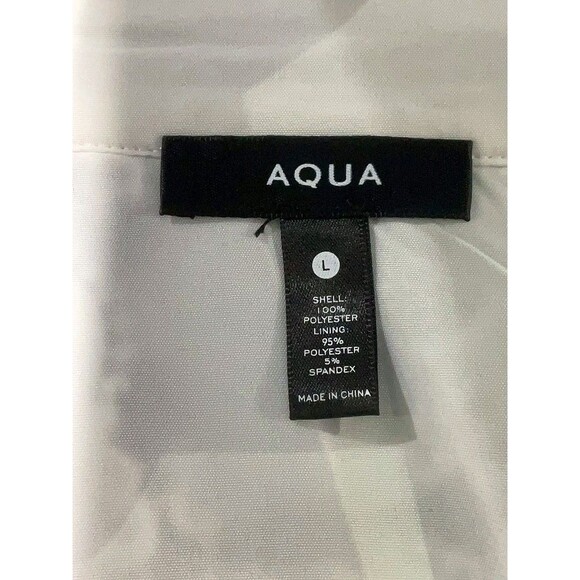 AQUA
L
SHELL:
100%
POLYESTER
LINING:
95%
POLYESTER
5%
SPANDEX
MADE IN CHINA